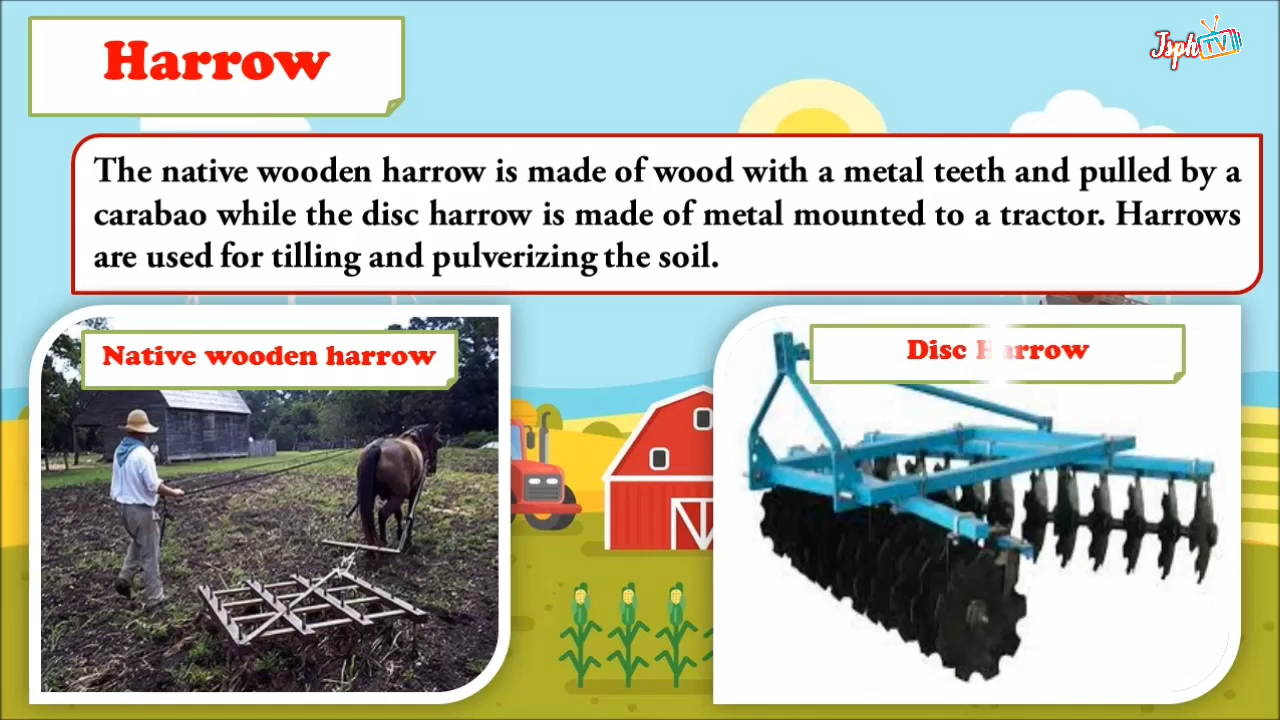 Harrow
Jsph TV
The native wooden harrow is made of wood with a metal teeth and pulled by a
carabao while the disc harrow is made of metal mounted to a tractor. Harrows
are used for tilling and pulverizing the soil.
Native wooden harrow
Disc Harrow